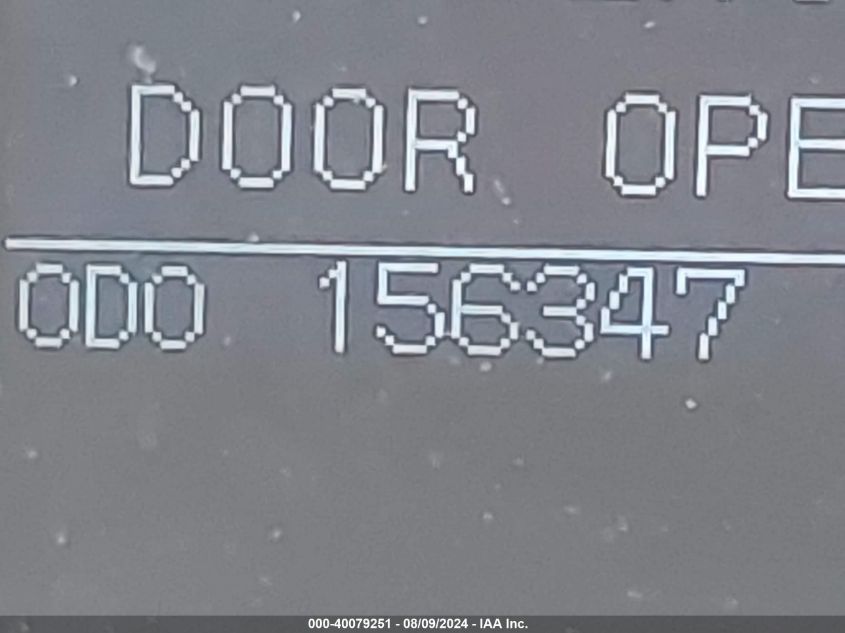 DOOR OPE
ODO 156347
000-40079251 - 08/09/2024 - IAA Inc.